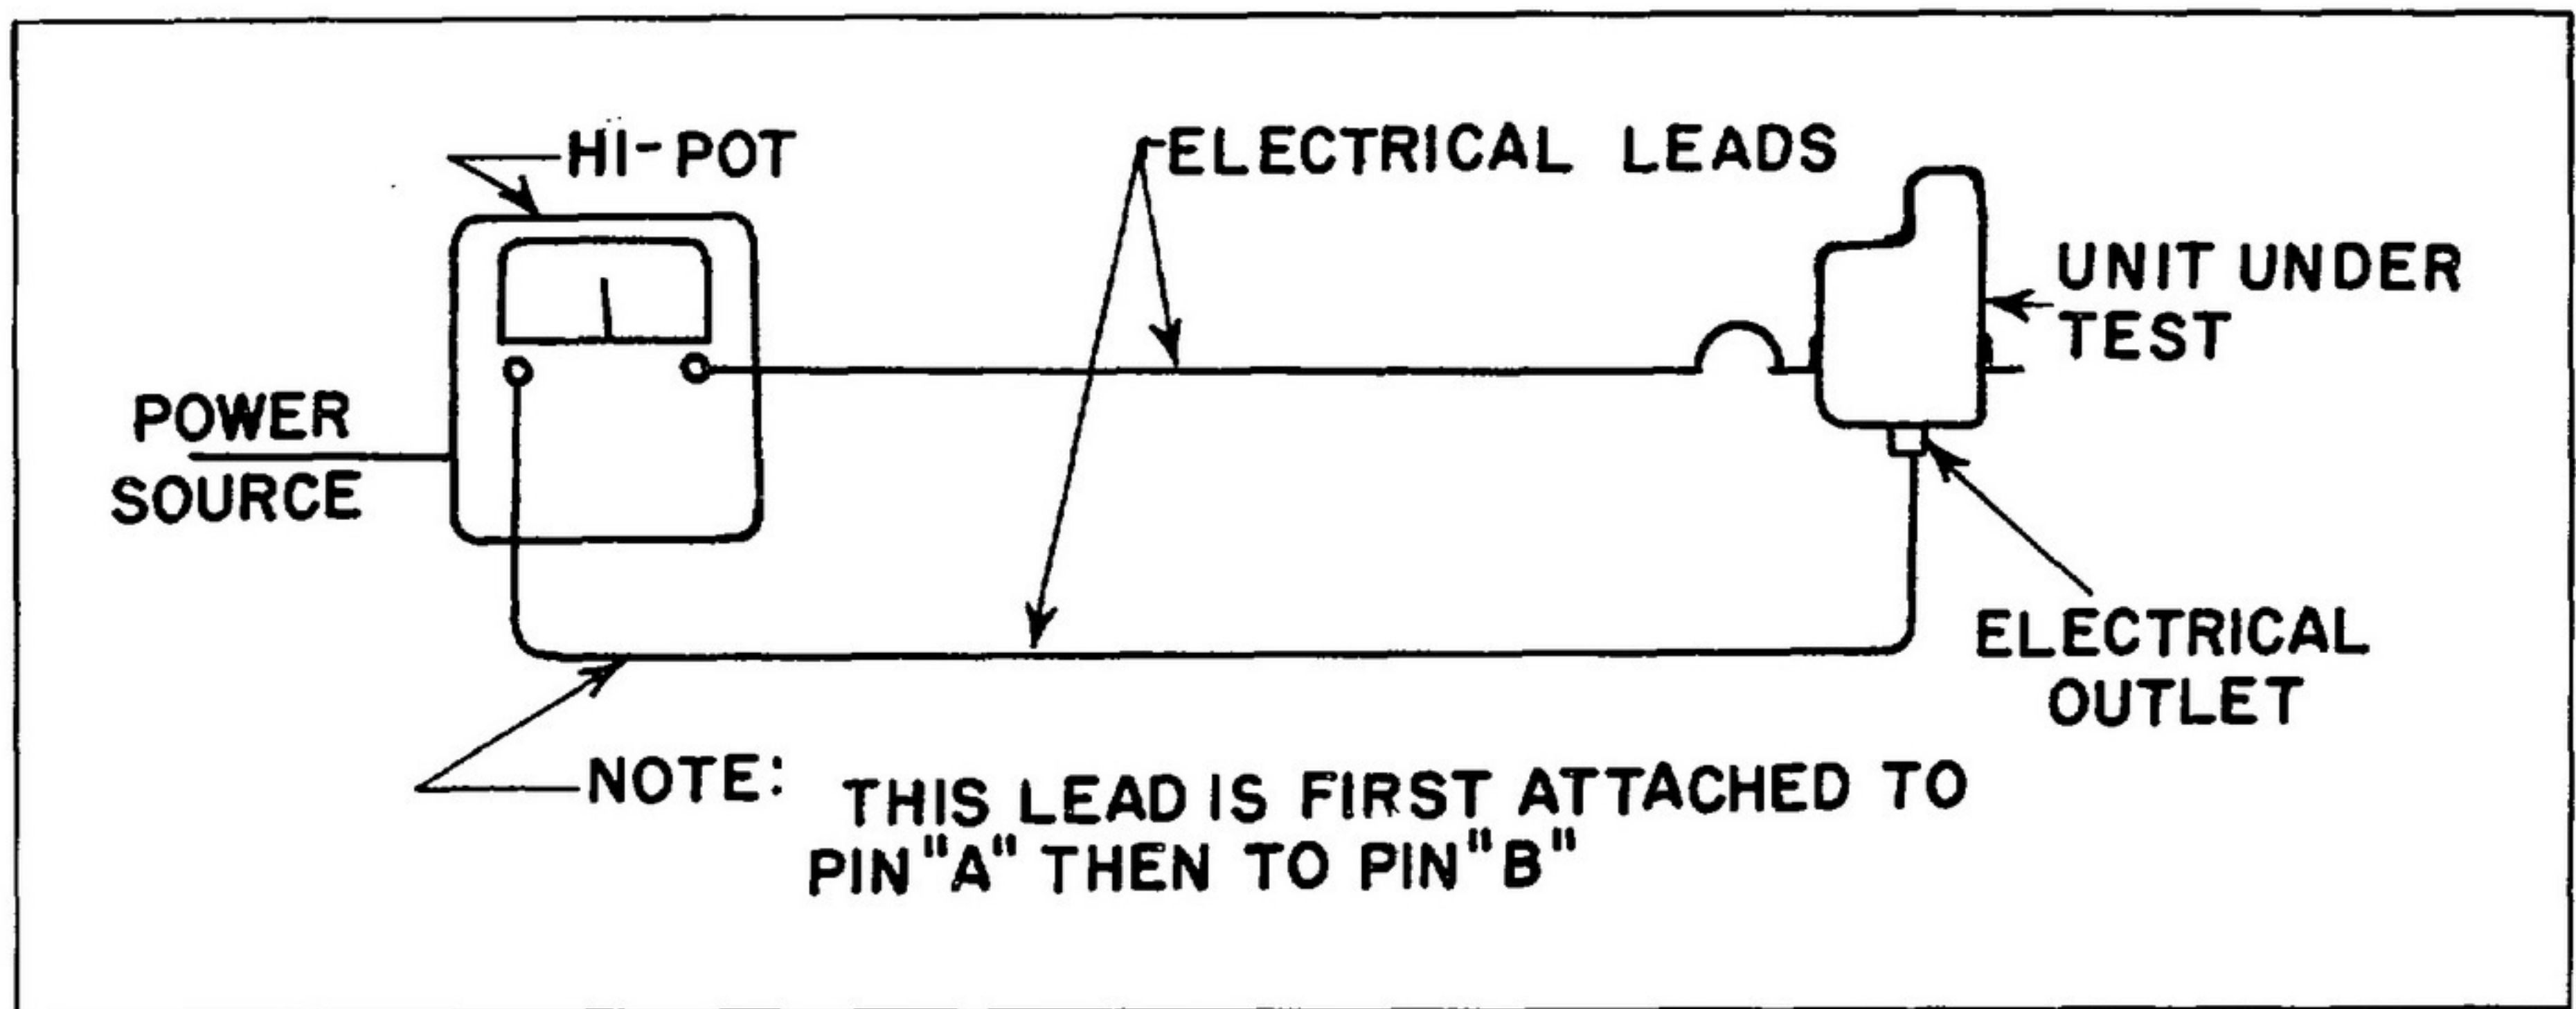 HI-POT
ELECTRICAL LEADS
UNIT UNDER
TEST
POWER
SOURCE
ELECTRICAL
OUTLET
NOTE: THIS LEAD IS FIRST ATTACHED TO
PIN "A" THEN TO PIN "B"